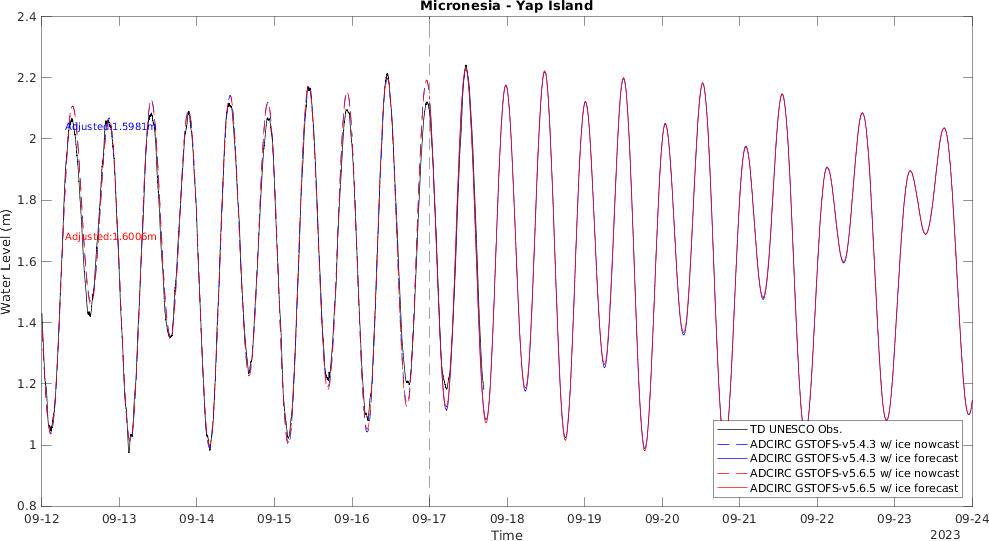 Micronesia - Yap Island
2.4
2.2
2
1.8
1.6
1.4
1.2
1
0.8
Water Level (m)
Adjusted:1.5981m
Adjusted:1.6006m
TD UNESCO Obs.
ADCIRC GSTOFS-v5.4.3 w/ ice nowcast
ADCIRC GSTOFS-v5.4.3 w/ ice forecast
ADCIRC GSTOFS-v5.6.5 w/ ice nowcast
ADCIRC GSTOFS-v5.6.5 w/ ice forecast
09-12 09-13 09-14 09-15 09-16 09-17 09-18 09-19 09-20 09-21 09-22 09-23 09-24
Time
2023